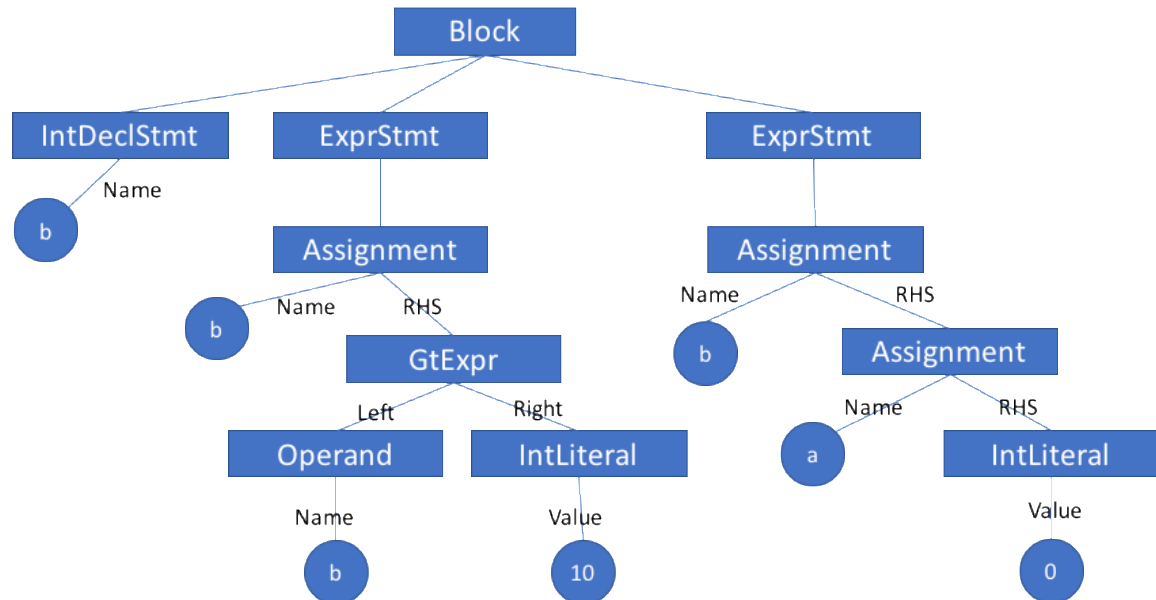 Block
IntDeclStmt ExprStmt ExprStmt
Name
b
Assignment Assignment
Name RHS Name RHS
b b
GtExpr Assignment
Left Right Name RHS
Operand IntLiteral a IntLiteral
Name Value Value
b 10 0